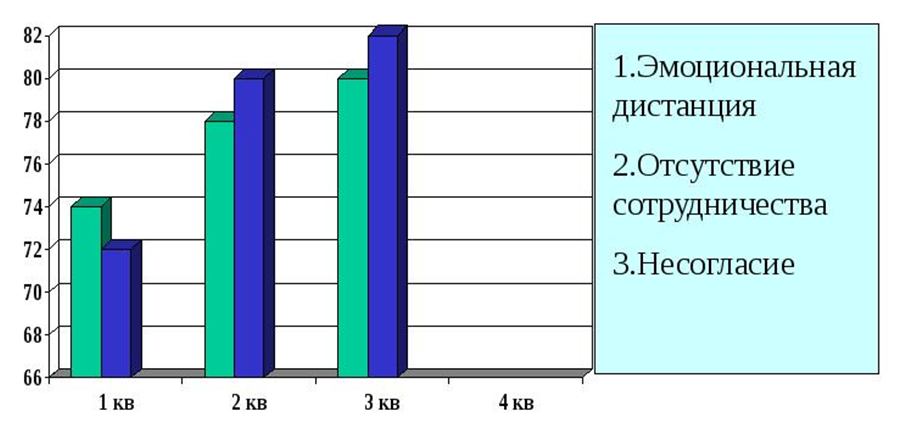 82
80
78
76
74
72
70
68
66
1 кв
2 кв
3 кв
4 кв
1.Эмоциональная
дистанция
2.Отсутствие
сотрудничества
3.Несогласие